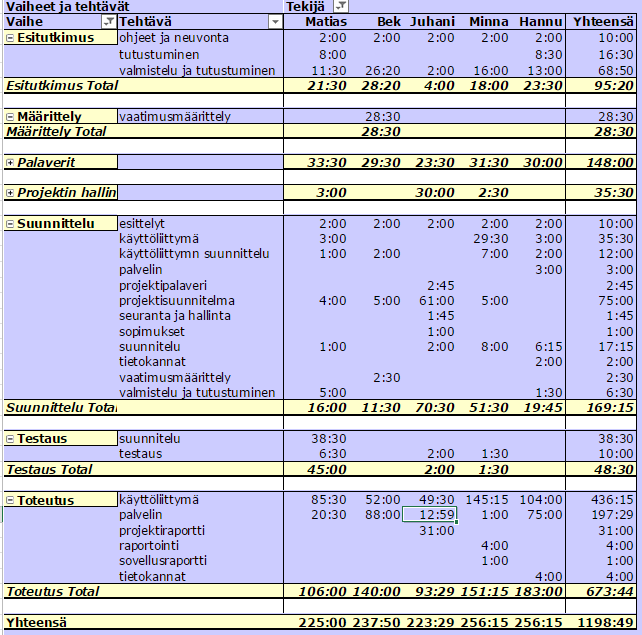 Vaiheet ja tehtävät Tekijä
Vaihe Tehtävä Matias Bek Juhani Minna Hannu Yhteensä
Esitutkimus ohjeet ja neuvonta 2:00 2:00 2:00 2:00 2:00 10:00
tutustuminen 8:00 8:30 16:30
valmistelu ja tutustuminen 11:30 26:20 2:00 16:00 13:00 68:50
Esitutkimus Total 21:30 28:20 4:00 18:00 23:30 95:20
Määrittely vaatimusmäärittely 28:30 28:30
Määrittely Total 28:30 28:30
Palaverit 33:30 29:30 23:30 31:30 30:00 148:00
Projektin hallin 3:00 30:00 2:30 35:30
Suunnittelu esittelyt 2:00 2:00 2:00 2:00 2:00 10:00
käyttöliittymä 3:00 29:30 3:00 35:30
käyttöliittymn suunnittelu 1:00 2:00 7:00 2:00 12:00
palvelin 3:00 3:00
projektipalaveri 2:45 2:45
projektisuunnitelma 4:00 5:00 61:00 5:00 75:00
seuranta ja hallinta 1:45 1:45
sopimukset 1:00 1:00
suunnitelu 1:00 2:00 8:00 6:15 17:15
tietokannat 2:00 2:00
vaatimusmäärittely 2:30 2:30
valmistelu ja tutustuminen 5:00 1:30 6:30
Suunnittelu Total 16:00 11:30 70:30 51:30 19:45 169:15
Testaus suunnitelu 38:30 38:30
testaus 6:30 2:00 1:30 10:00
Testaus Total 45:00 2:00 1:30 48:30
Toteutus käyttöliittymä 85:30 52:00 49:30 145:15 104:00 436:15
palvelin 20:30 88:00 12:59 1:00 75:00 197:29
projektiraportti 31:00 31:00
raportointi 4:00 4:00
sovellusraportti 1:00 1:00
tietokannat 4:00 4:00
Toteutus Total 106:00 140:00 93:29 151:15 183:00 673:44
Yhteensä 225:00 237:50 223:29 256:15 256:15 1198:49